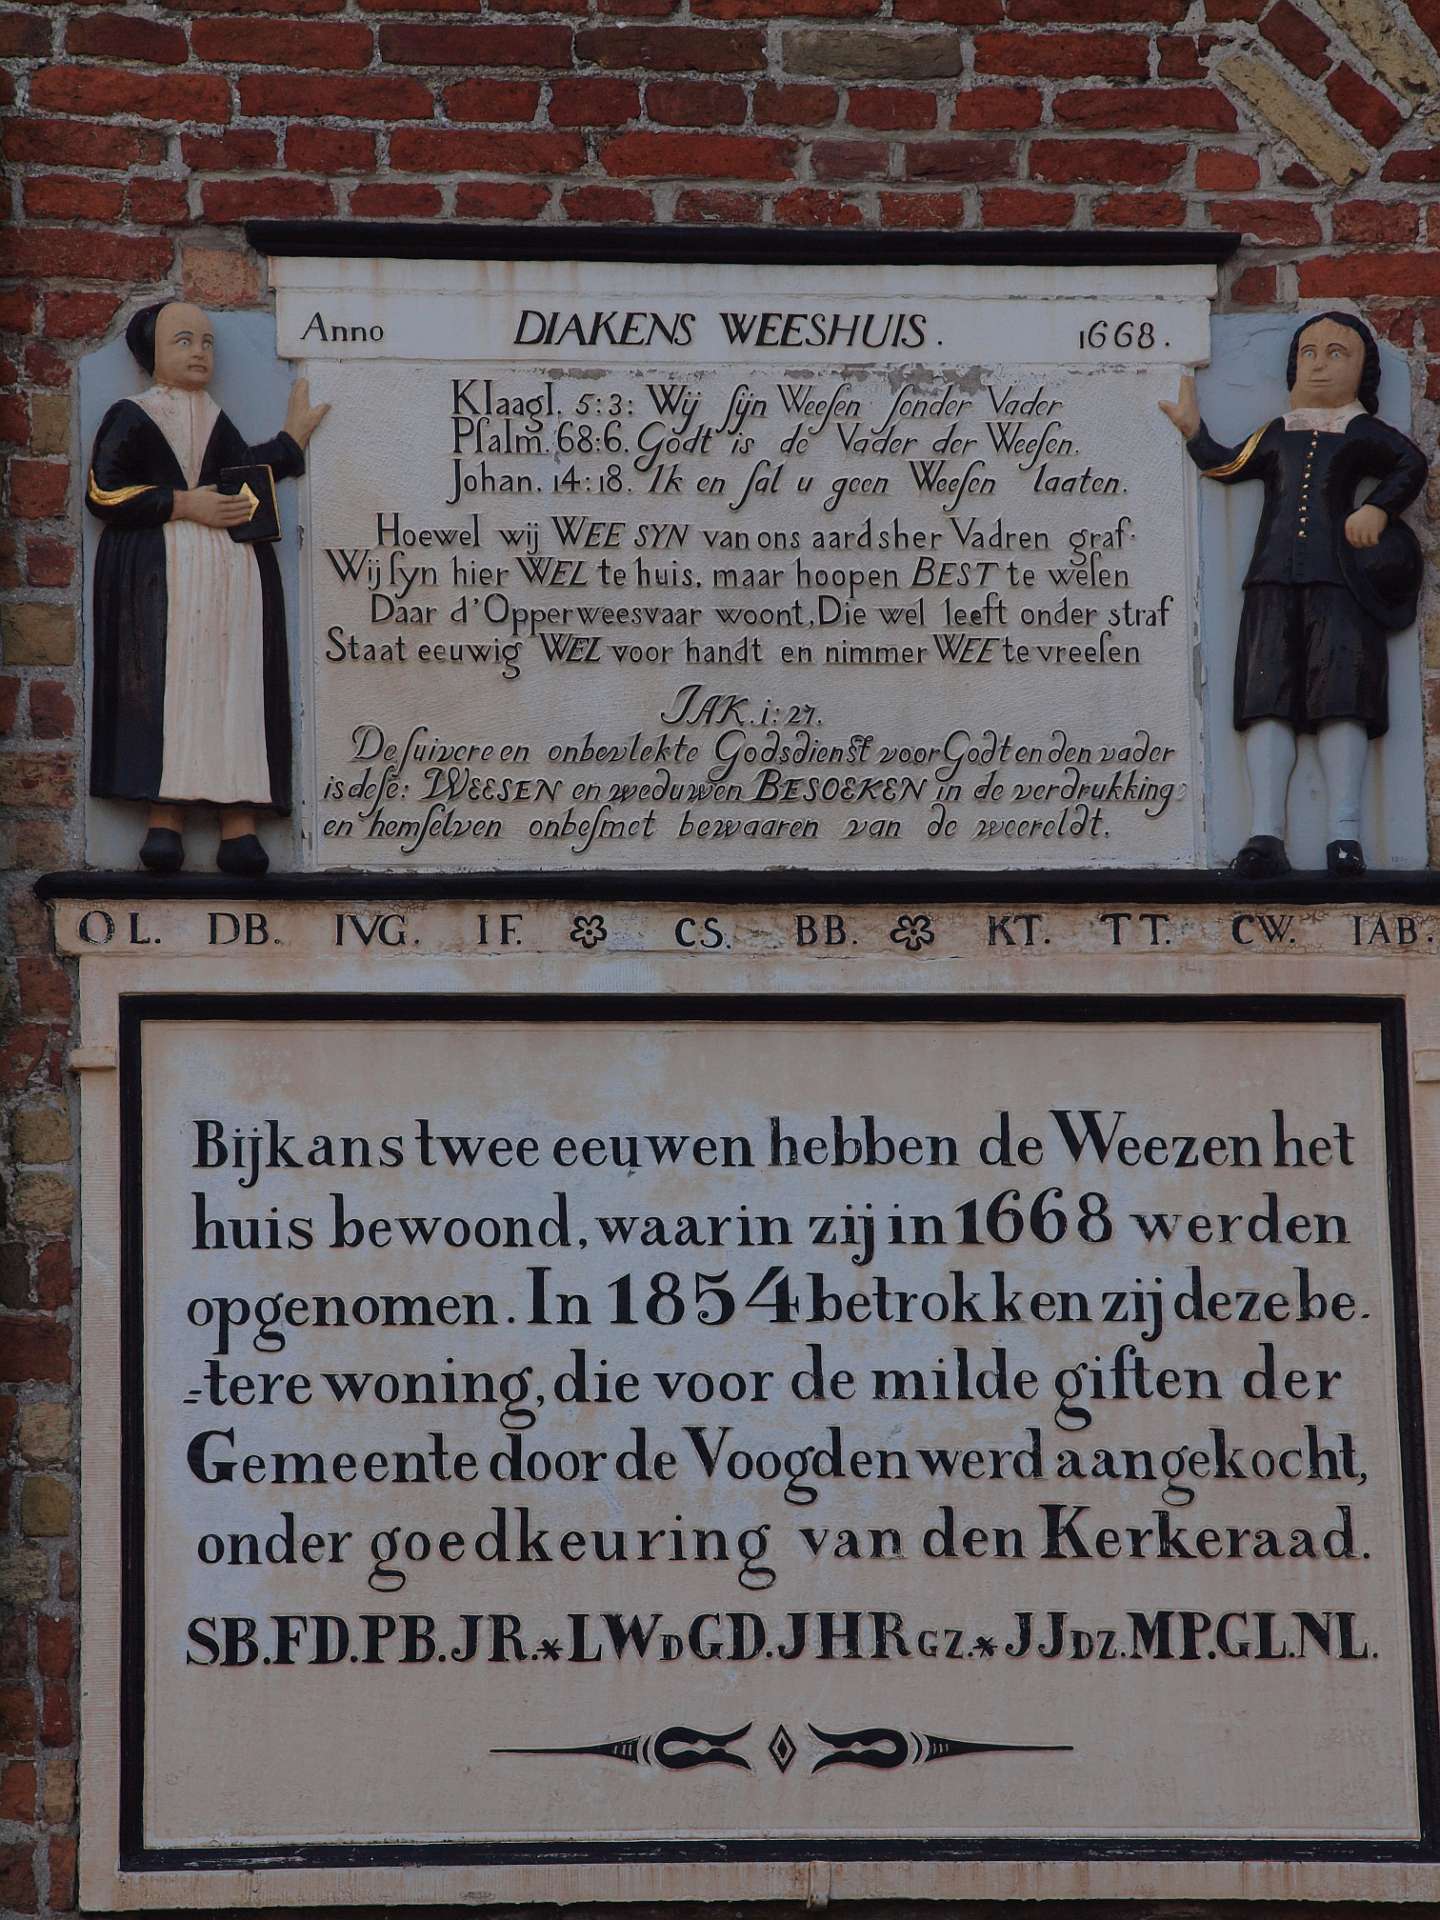 Anno DIAKENS WEESHUIS. 1668.
Klaagl. 5:3: Wij ſijn Weeſen ſonder Vader
Pſalm. 68:6. Godt is de Vader der Weeſen.
Johan. 14:18. Ik en ſal u geen Weeſen laaten.
Hoewel wij WEE SYN van ons aardsher Vadren graf.
Wij ſyn hier WEL te huis, maar hoopen BEST te weſen
Daar d'Opperweesvaar woont, Die wel leeft onder straf
Staat eeuwig WEL voor handt en nimmer WEE te vreeſen
JAK. i: 27.
De ſuivere en onbevlekte Godsdienſt voor Godt en den vader
is deſe: WEESEN en weduwen BESOEKEN in de verdrukking
en hemſelven onbeſmet bewaaren van de weereldt.
OL. DB. IVG. IF. CS. BB. KT. TT. CW. IAB.
Bijkans twee eeuwen hebben de Weezen het
huis bewoond, waarin zij in 1668 werden
opgenomen. In 1854 betrokken zij deze be-
=tere woning, die voor de milde giften der
Gemeente door de Voogden werd aangekocht,
onder goedkeuring van den Kerkeraad.
SB.FD.PB.JR.*LWDGD.JHRGZ.*JJDZ.MP.GL.NL.